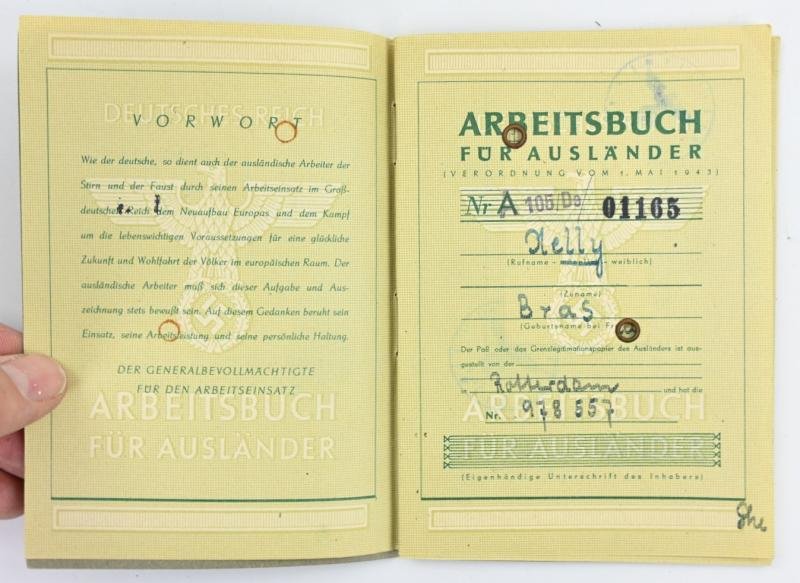 DEUTSCHES REICH
VORWORT
Wie der deutsche, so dient auch der ausländische Arbeiter der
Stirn und der Faust durch seinen Arbeitseinsatz im Groß-
deutschen Reich dem Neuaufbau Europas und dem Kampf
um die lebenswichtigen Voraussetzungen für eine glückliche
Zukunft und Wohlfahrt der Völker im europäischen Raum. Der
ausländische Arbeiter muß sich dieser Aufgabe und Aus-
zeichnung stets bewußt sein. Auf diesem Gedanken beruht sein
Einsatz, seine Arbeitsleistung und seine persönliche Haltung.
DER GENERALBEVOLLMÄCHTIGTE
FÜR DEN ARBEITSEINSATZ
ARBEITSBUCH
FÜR AUSLÄNDER
ARBEITSBUCH
FÜR AUSLÄNDER
(VERORDNUNG VOM 1. MAI 1943)
Nr A 105/Da/ 01165
Nelly
(Rufname - männlich - weiblich)
(Zuname)
Bras
(Geburtsname bei
Der Paß oder das Grenzlegitimationspapier des Ausländers ist aus-
gestellt von der
in Rotterdam und hat die
Nr. 978 557
ARBEITSBUCH
FÜR AUSLÄNDER
(Eigenhändige Unterschrift des Inhabers)